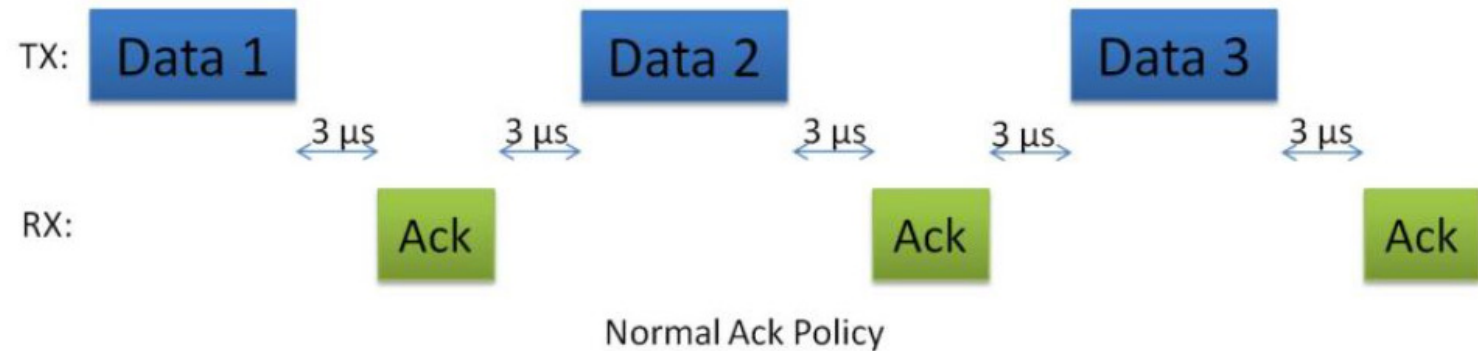 TX: Data 1 Data 2 Data 3
3 μs 3 μs 3 μs 3 μs 3 μs
RX: Ack Ack Ack
Normal Ack Policy